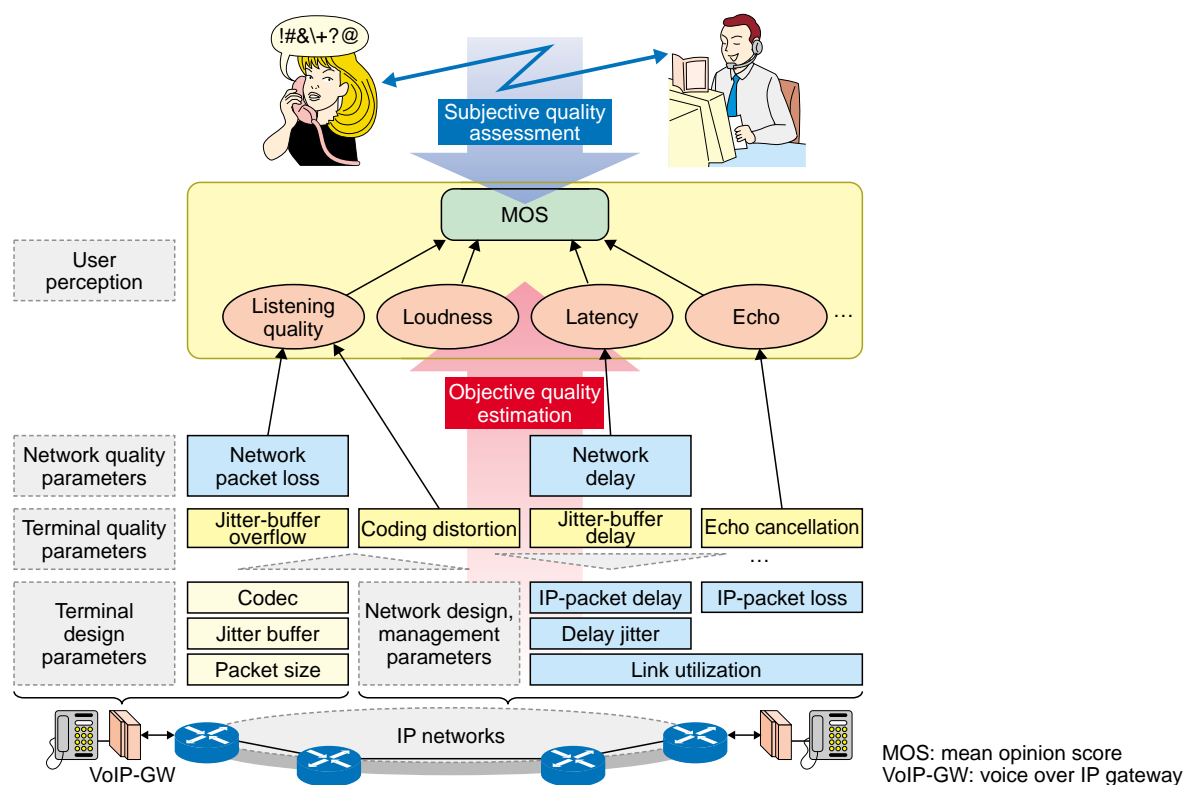 !#&\+?@
Subjective quality
assessment
MOS
User
perception
Listening
quality
Loudness
Latency
Echo
...
Objective quality
estimation
Network quality
parameters
Network
packet loss
Network
delay
Terminal quality
parameters
Jitter-buffer
overflow
Coding distortion
Jitter-buffer
delay
Echo cancellation
...
Terminal
design
parameters
Codec
Jitter buffer
Packet size
Network design,
management
parameters
IP-packet delay
IP-packet loss
Delay jitter
Link utilization
IP networks
VoIP-GW
MOS: mean opinion score
VoIP-GW: voice over IP gateway